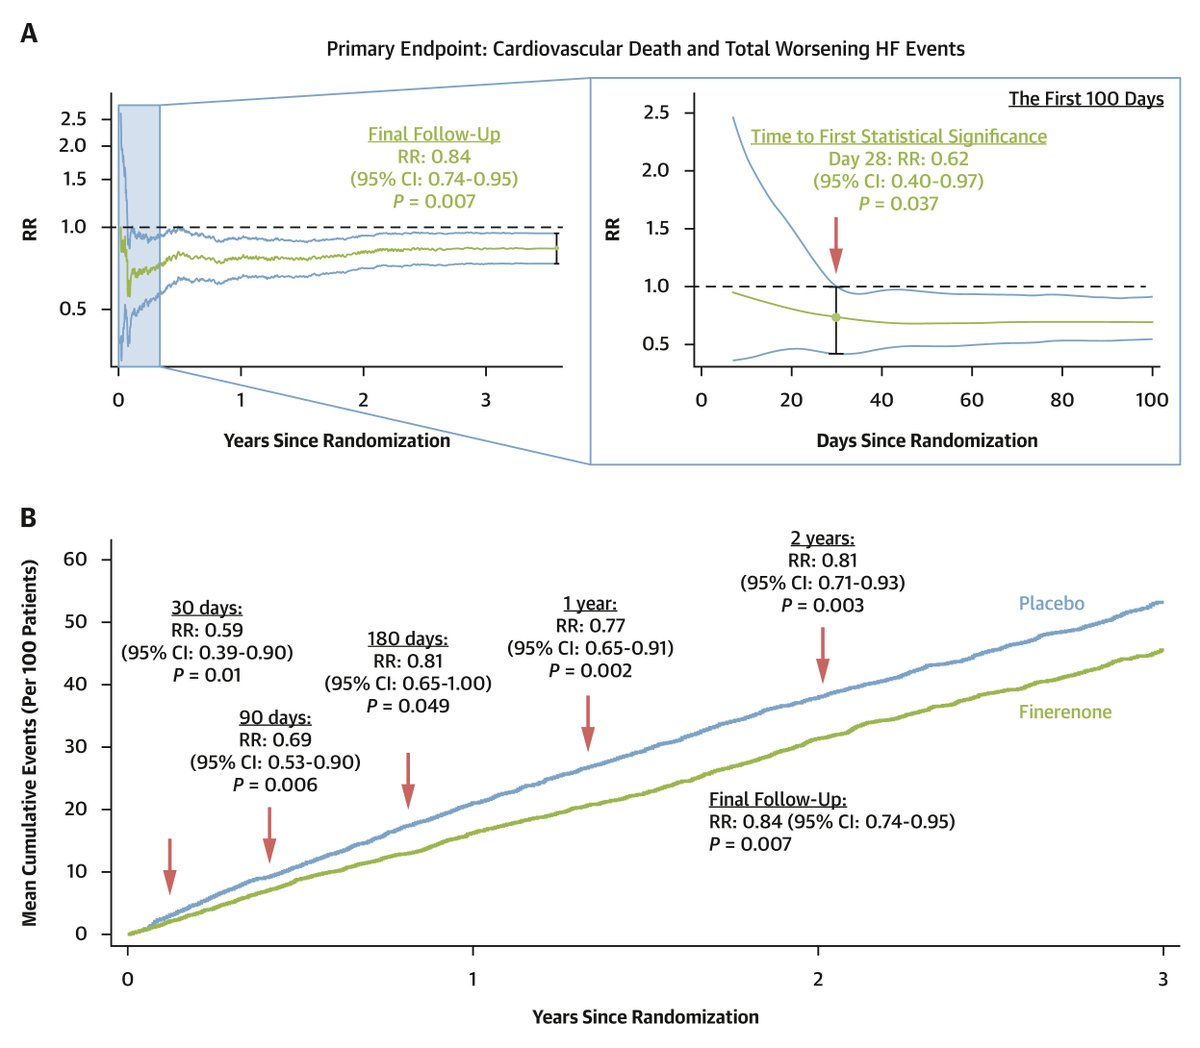 A
Primary Endpoint: Cardiovascular Death and Total Worsening HF Events
RR
2.5
2.0
1.5
1.0
0.5
Final Follow-Up
RR: 0.84
(95% CI: 0.74-0.95)
P = 0.007
0 1 2 3
Years Since Randomization
The First 100 Days
RR
2.5
2.0
1.5
1.0
0.5
Time to First Statistical Significance
Day 28: RR: 0.62
(95% CI: 0.40-0.97)
P = 0.037
0 20 40 60 80 100
Days Since Randomization
B
Mean Cumulative Events (Per 100 Patients)
60
50
40
30
20
10
0
30 days:
RR: 0.59
(95% CI: 0.39-0.90)
P = 0.01
90 days:
RR: 0.69
(95% CI: 0.53-0.90)
P = 0.006
180 days:
RR: 0.81
(95% CI: 0.65-1.00)
P = 0.049
1 year:
RR: 0.77
(95% CI: 0.65-0.91)
P = 0.002
2 years:
RR: 0.81
(95% CI: 0.71-0.93)
P = 0.003
Placebo
Finerenone
Final Follow-Up:
RR: 0.84 (95% CI: 0.74-0.95)
P = 0.007
0 1 2 3
Years Since Randomization